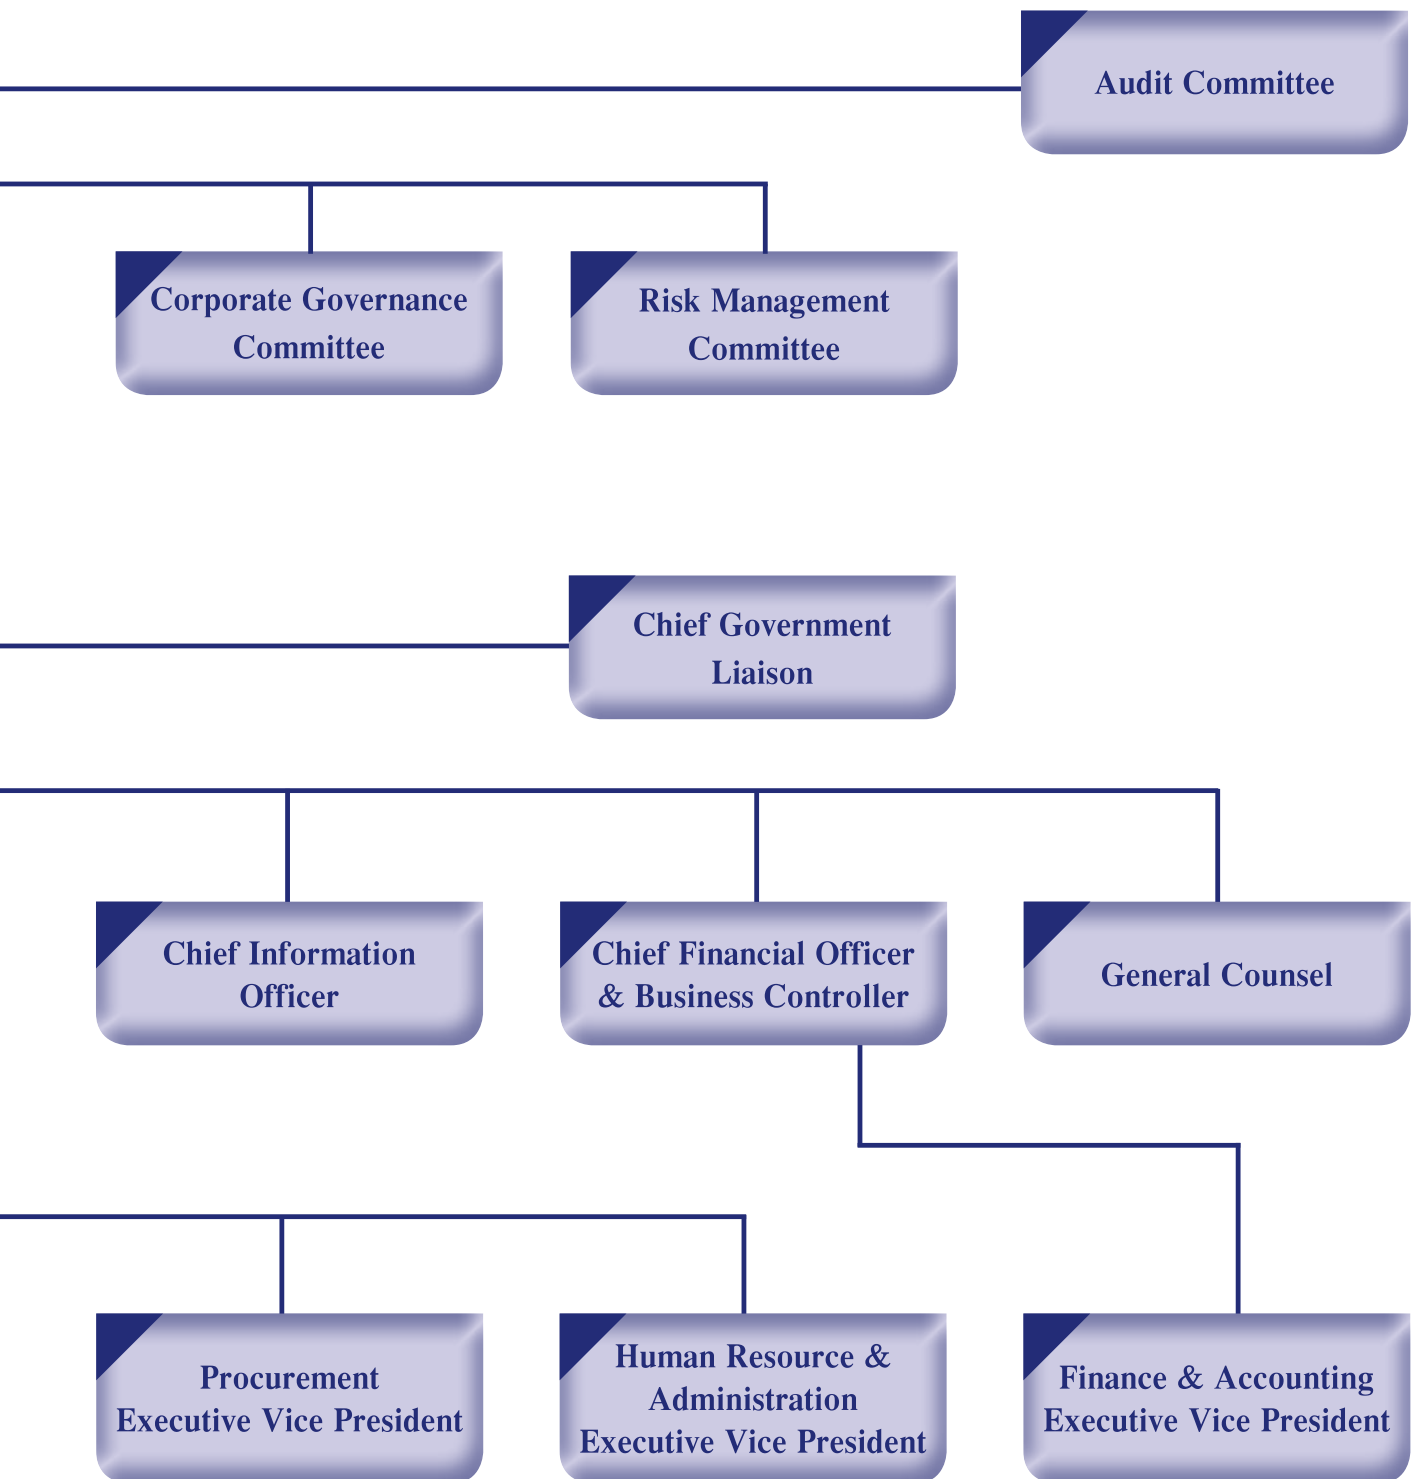 Audit Committee
Corporate Governance
Committee
Risk Management
Committee
Chief Government
Liaison
Chief Information
Officer
Chief Financial Officer
& Business Controller
General Counsel
Procurement
Executive Vice President
Human Resource &
Administration
Executive Vice President
Finance & Accounting
Executive Vice President